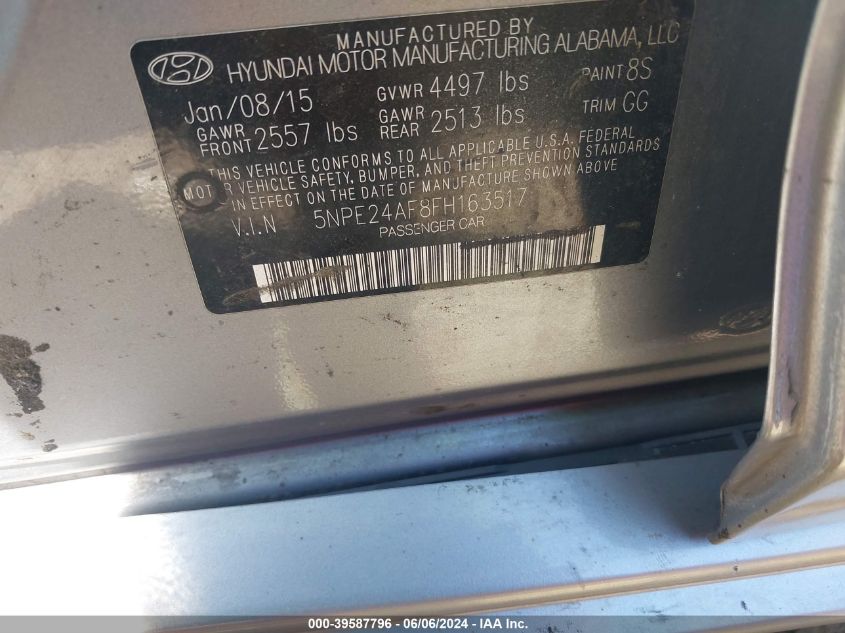 MANUFACTURED BY
HYUNDAI MOTOR MANUFACTURING ALABAMA, LLC
Jan/08/15 GVWR 4497 lbs PAINT 8S
GAWR FRONT 2557 lbs GAWR REAR 2513 lbs TRIM GG
THIS VEHICLE CONFORMS TO ALL APPLICABLE U.S.A. FEDERAL
MOTOR VEHICLE SAFETY, BUMPER, AND THEFT PREVENTION STANDARDS
IN EFFECT ON THE DATE OF MANUFACTURE SHOWN ABOVE
V.I.N 5NPE24AF8FH163517
PASSENGER CAR
000-39587796 - 06/06/2024 - IAA Inc.